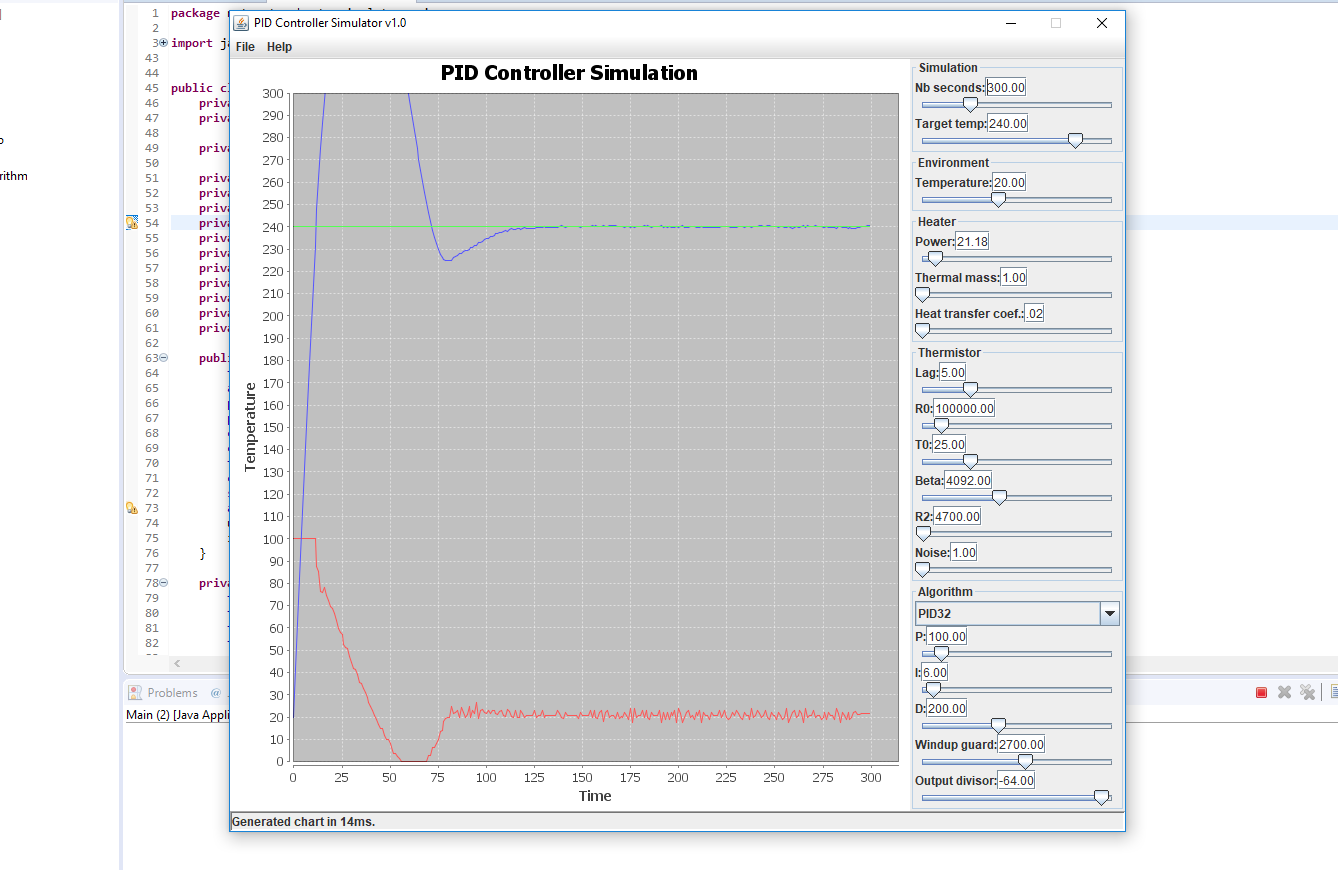 rithm
1 package
2
3 import ja
43
44
45 public cl
46 priva
47 priva
48
49 priva
50
51 priva
52 priva
53 priva
54 priva
55 priva
56 priva
57 priva
58 priva
59 priva
60 priva
61 priva
62
63 publi
64
65
66
67
68
69
70
71
72
73
74
75
76 }
77
78 priva
79
80
81
82
Problems @
Main (2) [Java Appli
PID Controller Simulator v1.0
File Help
PID Controller Simulation
300
290
280
270
260
250
240
230
220
210
200
190
180
170
160
150
140
130
120
110
100
90
80
70
60
50
40
30
20
10
0
Temperature
0 25 50 75 100 125 150 175 200 225 250 275 300
Time
Simulation
Nb seconds: 300.00
Target temp: 240.00
Environment
Temperature: 20.00
Heater
Power: 21.18
Thermal mass: 1.00
Heat transfer coef.: .02
Thermistor
Lag: 5.00
R0: 100000.00
T0: 25.00
Beta: 4092.00
R2: 4700.00
Noise: 1.00
Algorithm
PID32
P: 100.00
I: 6.00
D: 200.00
Windup guard: 2700.00
Output divisor: -64.00
Generated chart in 14ms.